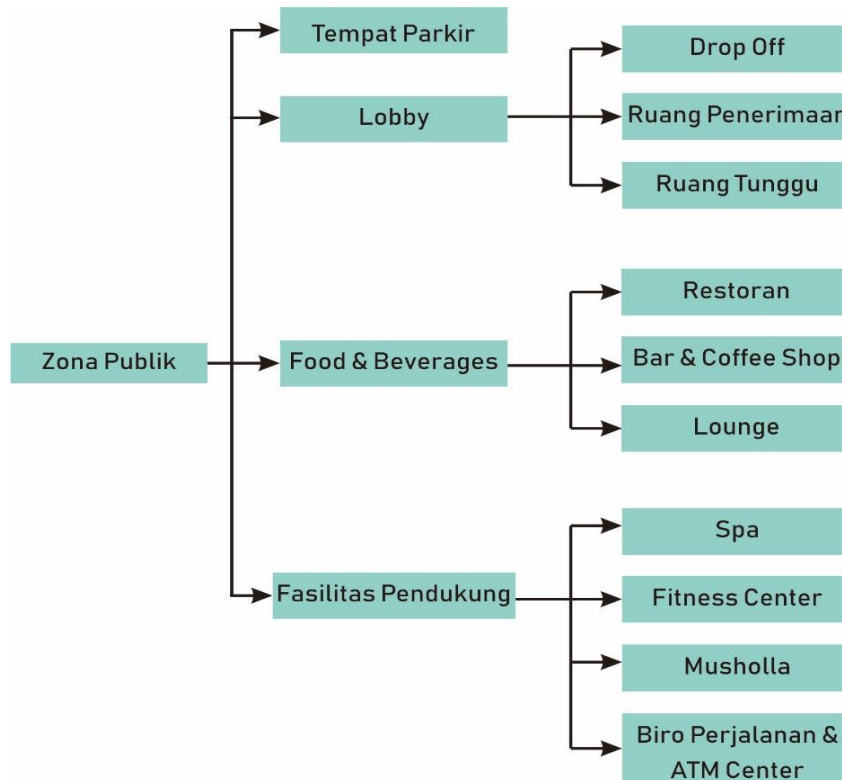 Zona Publik
Tempat Parkir
Lobby
Drop Off
Ruang Penerimaan
Ruang Tunggu
Food & Beverages
Restoran
Bar & Coffee Shop
Lounge
Fasilitas Pendukung
Spa
Fitness Center
Musholla
Biro Perjalanan &
ATM Center